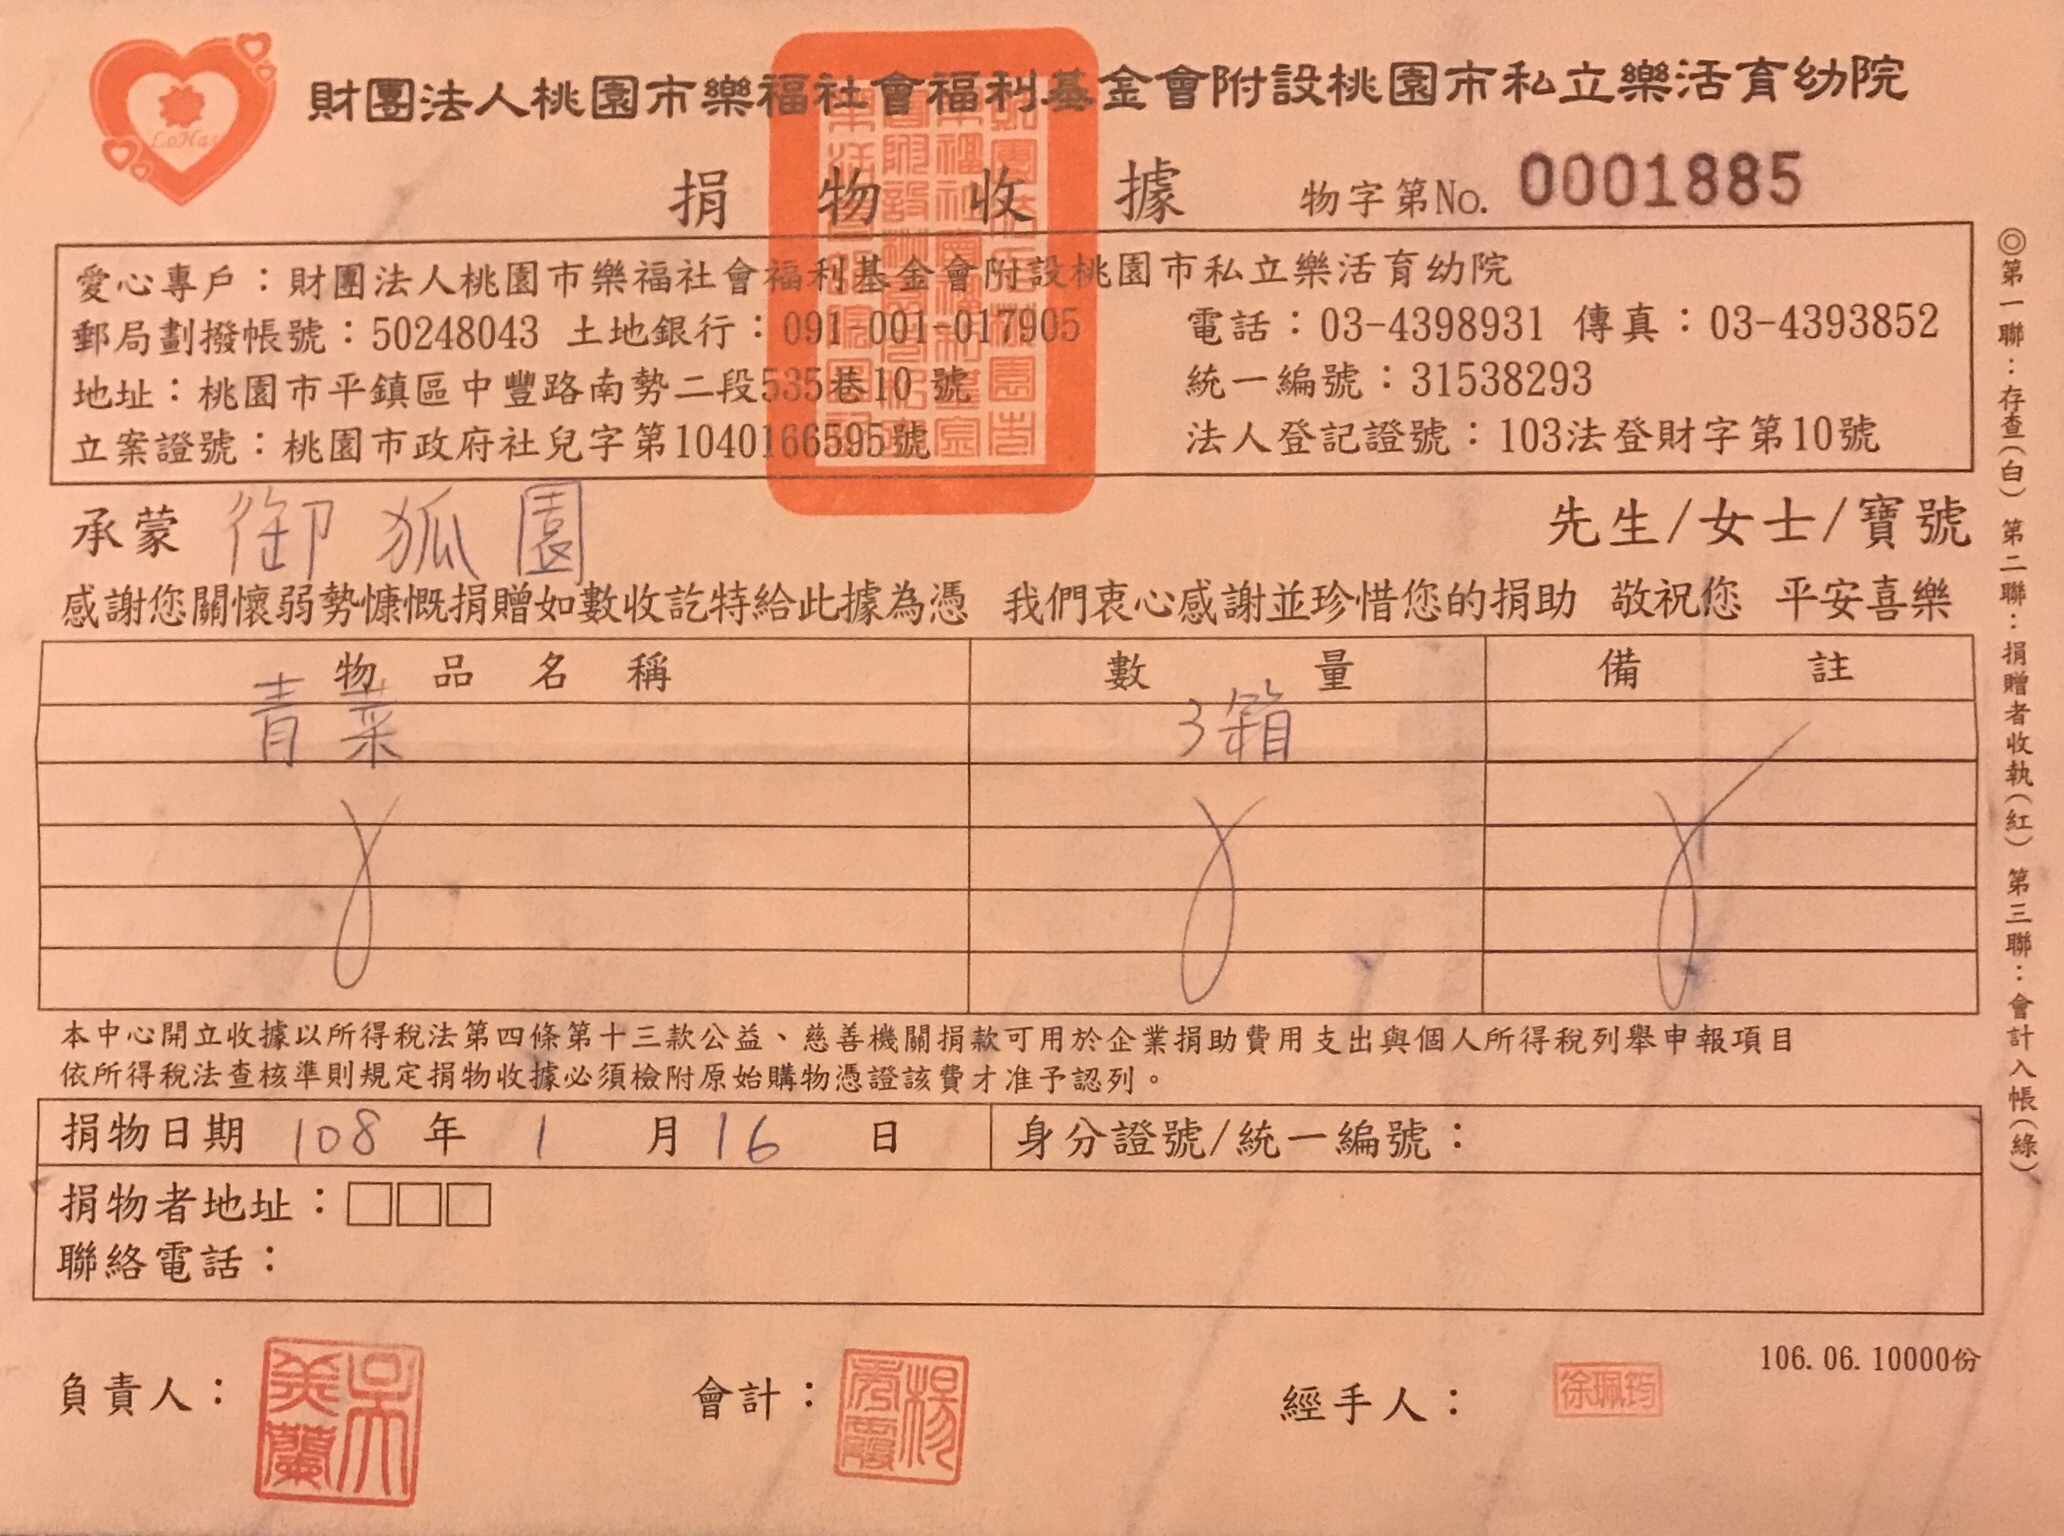 LoHas
財團法人桃園市樂福社會福利基金會附設桃園市私立樂活育幼院
捐物收據 物字第No. 0001885
愛心專戶：財團法人桃園市樂福社會福利基金會附設桃園市私立樂活育幼院
郵局劃撥帳號：50248043 土地銀行：091-001-017905 電話：03-4398931 傳真：03-4393852
地址：桃園市平鎮區中豐路南勢二段535巷10 號 統一編號：31538293
立案證號：桃園市政府社兒字第1040166595號 法人登記證號：103法登財字第10號
承蒙 御狐園 先生/女士/寶號
感謝您關懷弱勢慷慨捐贈如數收訖特給此據為憑 我們衷心感謝並珍惜您的捐助 敬祝您 平安喜樂
物品名稱 數量 備註
青菜 3箱
本中心開立收據以所得稅法第四條第十三款公益、慈善機關捐款可用於企業捐助費用支出與個人所得稅列舉申報項目
依所得稅法查核準則規定捐物收據必須檢附原始購物憑證該費才准予認列。
捐物日期 108 年 1 月 16 日 身分證號/統一編號：
捐物者地址：□□□
聯絡電話：
106.06.10000份
負責人：吳美蘭 會計：楊秀霞 經手人：徐珮筠
◎第一聯：存查(白) 第二聯：捐贈者收執(紅) 第三聯：會計入帳(綠)